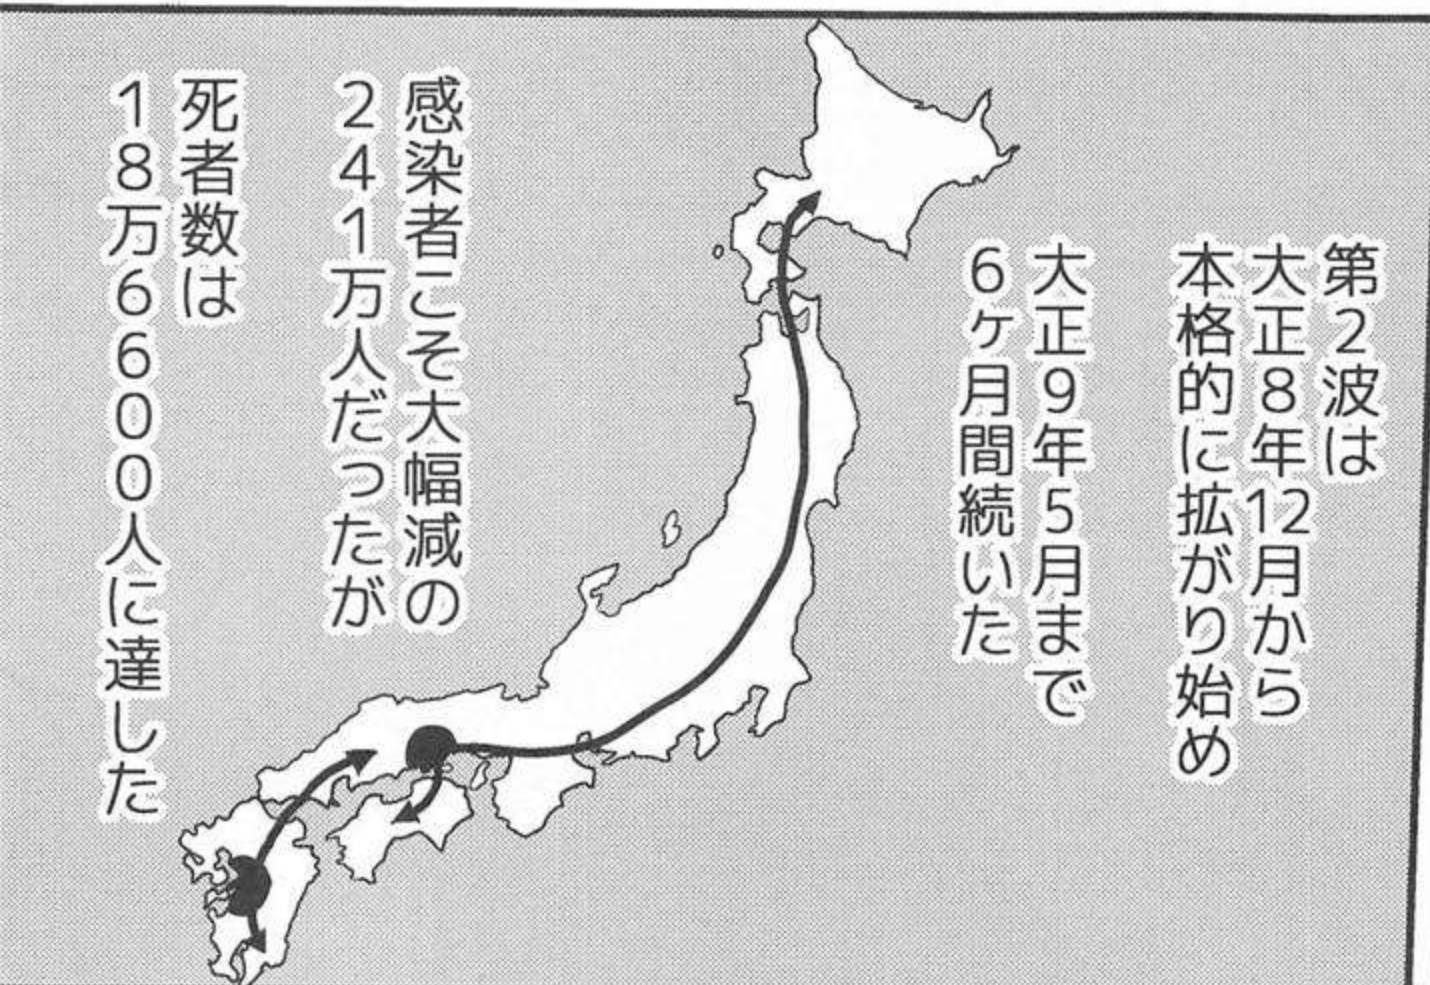 第2波は
大正8年12月から
本格的に拡がり始め
大正9年5月まで
6ヶ月間続いた
感染者こそ大幅減の
241万人だったが
死者数は
18万6600人に達した